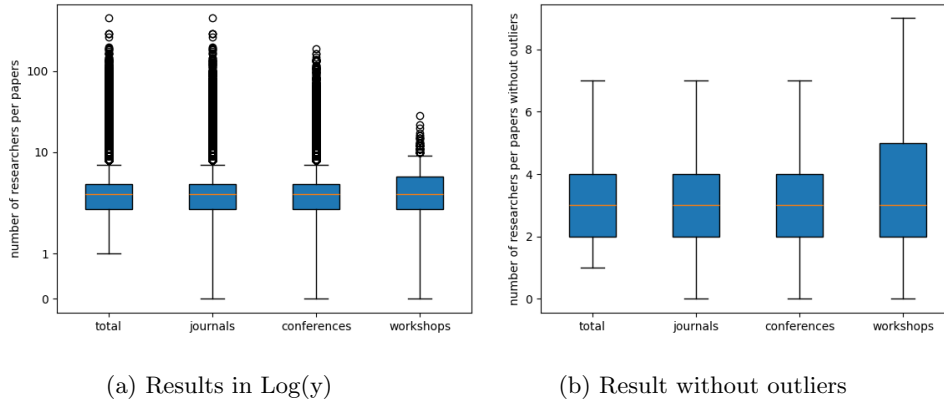 number of researchers per papers
100
10
1
0
total journals conferences workshops
number of researchers per papers without outliers
8
6
4
2
0
total journals conferences workshops
(a) Results in Log(y)
(b) Result without outliers